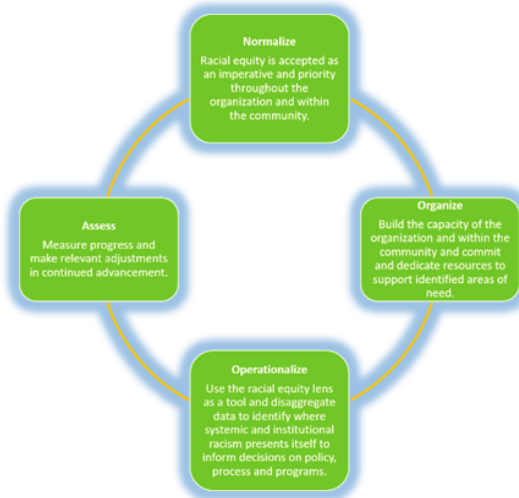 Normalize
Racial equity is accepted as
an imperative and priority
throughout the
organization and within
the community.
Organize
Build the capacity of the
organization and within the
community and commit
and dedicate resources to
support identified areas of
need.
Operationalize
Use the racial equity lens
as a tool and disaggregate
data to identify where
systemic and institutional
racism presents itself to
inform decisions on policy,
process and programs.
Assess
Measure progress and
make relevant adjustments
in continued advancement.